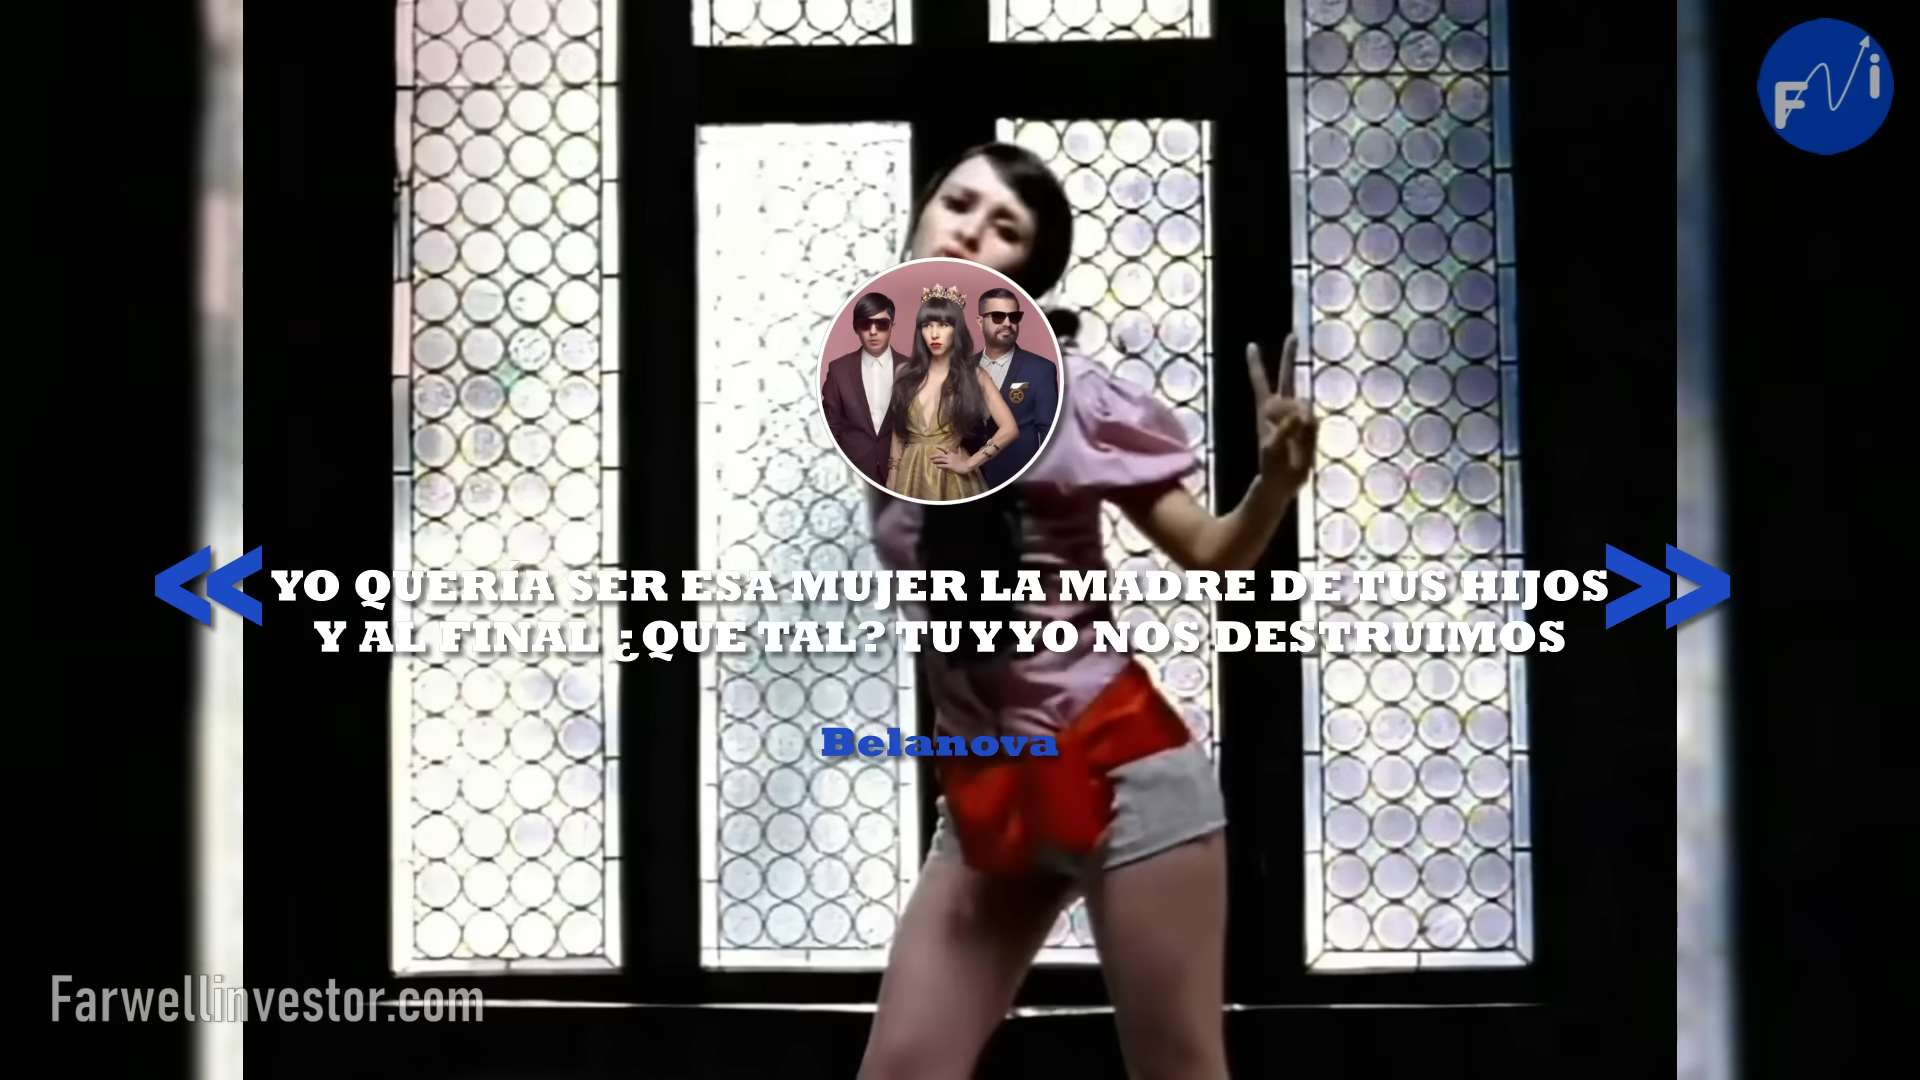 FNi
« YO QUERÍA SER ESA MUJER LA MADRE DE TUS HIJOS »
Y AL FINAL ¿QUE TAL? TU Y YO NOS DESTRUIMOS
Belanova
Farwellinvestor.com